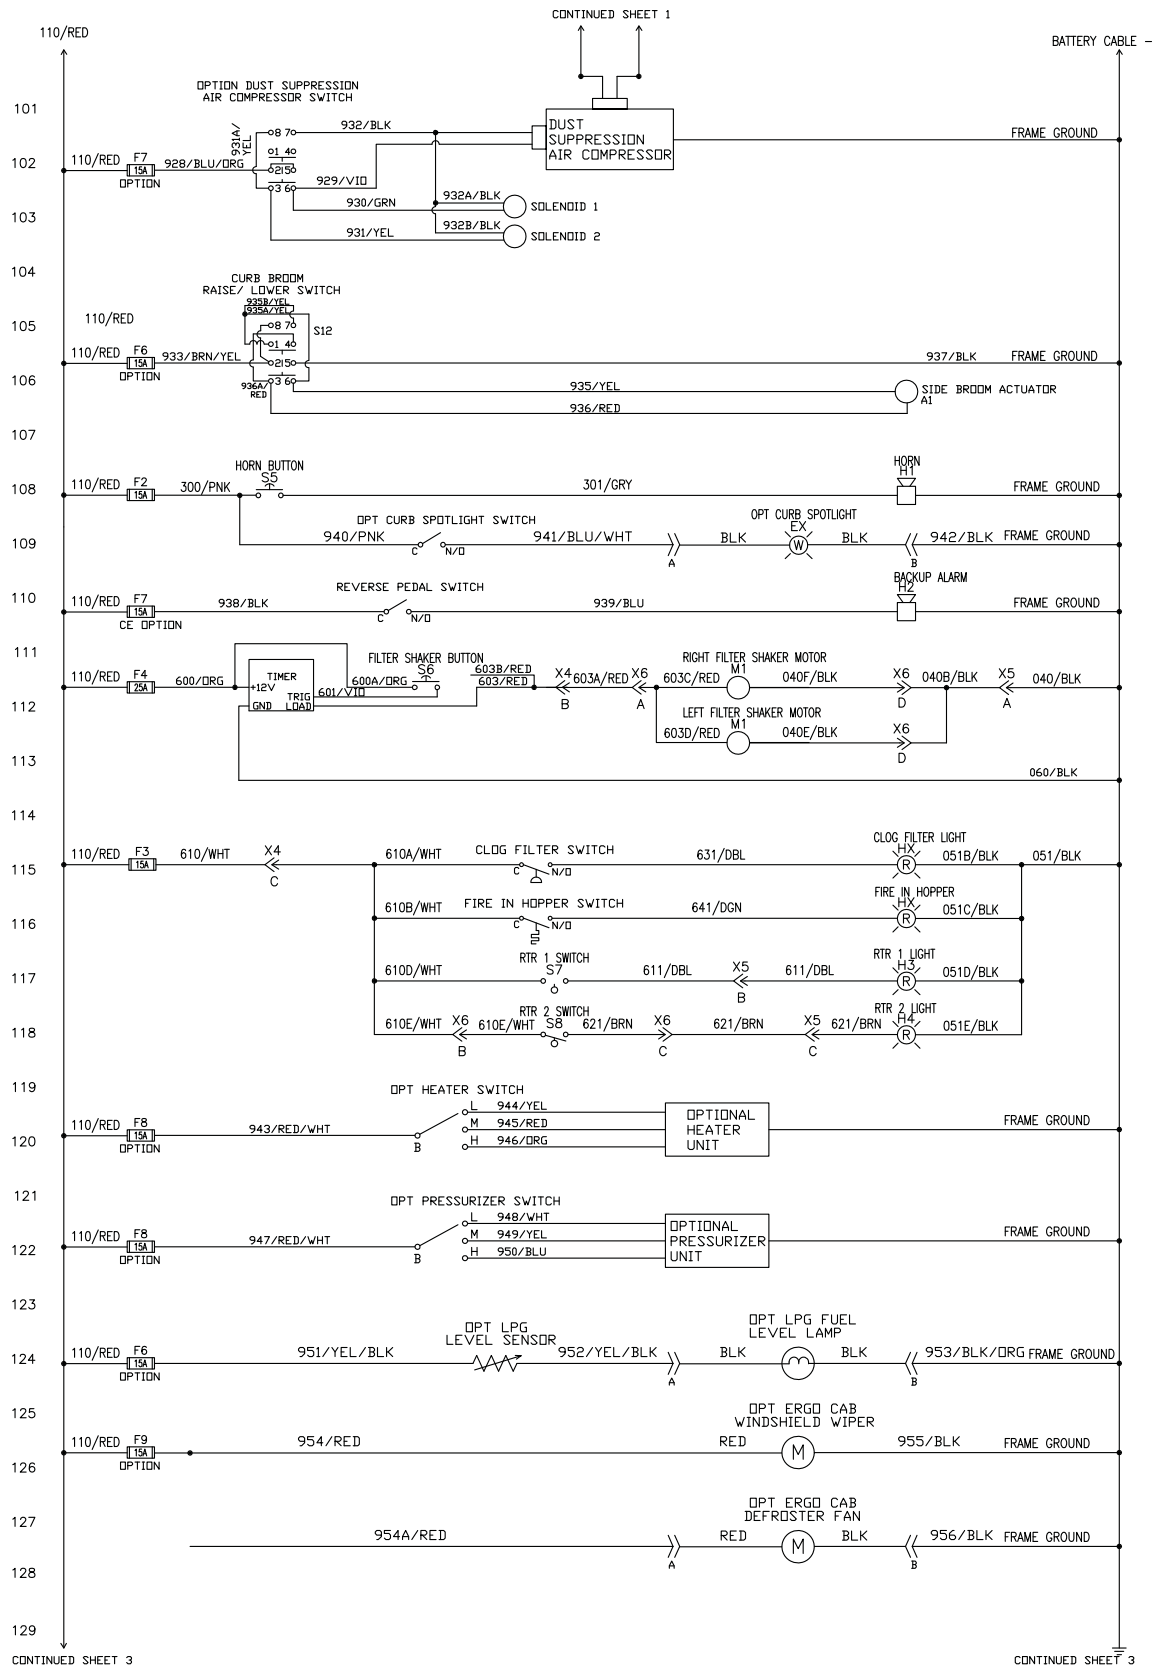 CONTINUED SHEET 1
110/RED
BATTERY CABLE -
OPTION DUST SUPPRESSION
AIR COMPRESSOR SWITCH
101
931A/
YEL
8 7
932/BLK
DUST
SUPPRESSION
AIR COMPRESSOR
FRAME GROUND
1 4
102
110/RED
F7
15A
OPTION
928/BLU/ORG
2 5
3 6
929/VIO
930/GRN
932A/BLK
SOLENOID 1
103
931/YEL
932B/BLK
SOLENOID 2
104
CURB BROOM
RAISE/ LOWER SWITCH
935B/YEL
935A/YEL
105
110/RED
8 7
S12
1 4
110/RED
F6
15A
OPTION
933/BRN/YEL
2 5
937/BLK
FRAME GROUND
106
936A/
RED
3 6
935/YEL
SIDE BROOM ACTUATOR
A1
936/RED
107
HORN BUTTON
S5
HORN
H1
108
110/RED
F2
15A
300/PNK
301/GRY
FRAME GROUND
OPT CURB SPOTLIGHT SWITCH
OPT CURB SPOTLIGHT
EX
109
940/PNK
C
N/O
941/BLU/WHT
A
BLK
W
BLK
B
942/BLK
FRAME GROUND
REVERSE PEDAL SWITCH
BACKUP ALARM
H2
110
110/RED
F7
15A
CE OPTION
938/BLK
C
N/O
939/BLU
FRAME GROUND
111
FILTER SHAKER BUTTON
S6
RIGHT FILTER SHAKER MOTOR
M1
110/RED
F4
25A
600/ORG
TIMER
+12V
TRIG
GND
LOAD
600A/ORG
601/VIO
603B/RED
603/RED
X4
B
603A/RED
X6
A
603C/RED
040F/BLK
X6
D
040B/BLK
X5
A
040/BLK
112
LEFT FILTER SHAKER MOTOR
M1
603D/RED
040E/BLK
X6
D
113
060/BLK
114
CLOG FILTER LIGHT
HX
110/RED
F3
15A
610/WHT
X4
C
610A/WHT
CLOG FILTER SWITCH
C
N/O
631/DBL
R
051B/BLK
051/BLK
115
FIRE IN HOPPER
HX
610B/WHT
FIRE IN HOPPER SWITCH
C
N/O
641/DGN
R
051C/BLK
116
RTR 1 SWITCH
S7
RTR 1 LIGHT
H3
117
610D/WHT
611/DBL
X5
B
611/DBL
R
051D/BLK
RTR 2 SWITCH
S8
RTR 2 LIGHT
H4
118
610E/WHT
X6
B
610E/WHT
621/BRN
X6
C
621/BRN
X5
C
621/BRN
R
051E/BLK
119
OPT HEATER SWITCH
L
944/YEL
OPTIONAL
HEATER
UNIT
FRAME GROUND
110/RED
F8
15A
OPTION
943/RED/WHT
B
M
945/RED
120
H
946/ORG
121
OPT PRESSURIZER SWITCH
L
948/WHT
OPTIONAL
PRESSURIZER
UNIT
FRAME GROUND
110/RED
F8
15A
OPTION
947/RED/WHT
B
M
949/YEL
122
H
950/BLU
123
OPT LPG
LEVEL SENSOR
OPT LPG FUEL
LEVEL LAMP
124
110/RED
F6
15A
OPTION
951/YEL/BLK
952/YEL/BLK
A
BLK
BLK
B
953/BLK/ORG
FRAME GROUND
125
OPT ERGO CAB
WINDSHIELD WIPER
110/RED
F9
15A
OPTION
954/RED
RED
M
955/BLK
FRAME GROUND
126
OPT ERGO CAB
DEFROSTER FAN
127
954A/RED
A
RED
M
BLK
B
956/BLK
FRAME GROUND
128
129
CONTINUED SHEET 3
CONTINUED SHEET 3